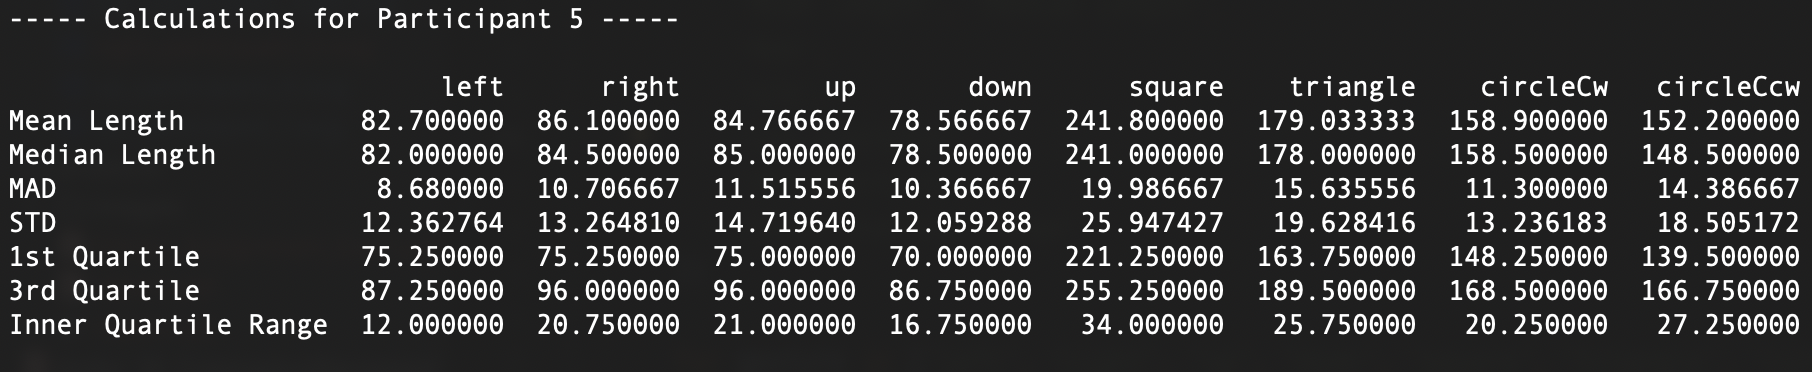 ----- Calculations for Participant 5 -----
left right up down square triangle circleCw circleCcw
Mean Length 82.700000 86.100000 84.766667 78.566667 241.800000 179.033333 158.900000 152.200000
Median Length 82.000000 84.500000 85.000000 78.500000 241.000000 178.000000 158.500000 148.500000
MAD 8.680000 10.706667 11.515556 10.366667 19.986667 15.635556 11.300000 14.386667
STD 12.362764 13.264810 14.719640 12.059288 25.947427 19.628416 13.236183 18.505172
1st Quartile 75.250000 75.250000 75.000000 70.000000 221.250000 163.750000 148.250000 139.500000
3rd Quartile 87.250000 96.000000 96.000000 86.750000 255.250000 189.500000 168.500000 166.750000
Inner Quartile Range 12.000000 20.750000 21.000000 16.750000 34.000000 25.750000 20.250000 27.250000